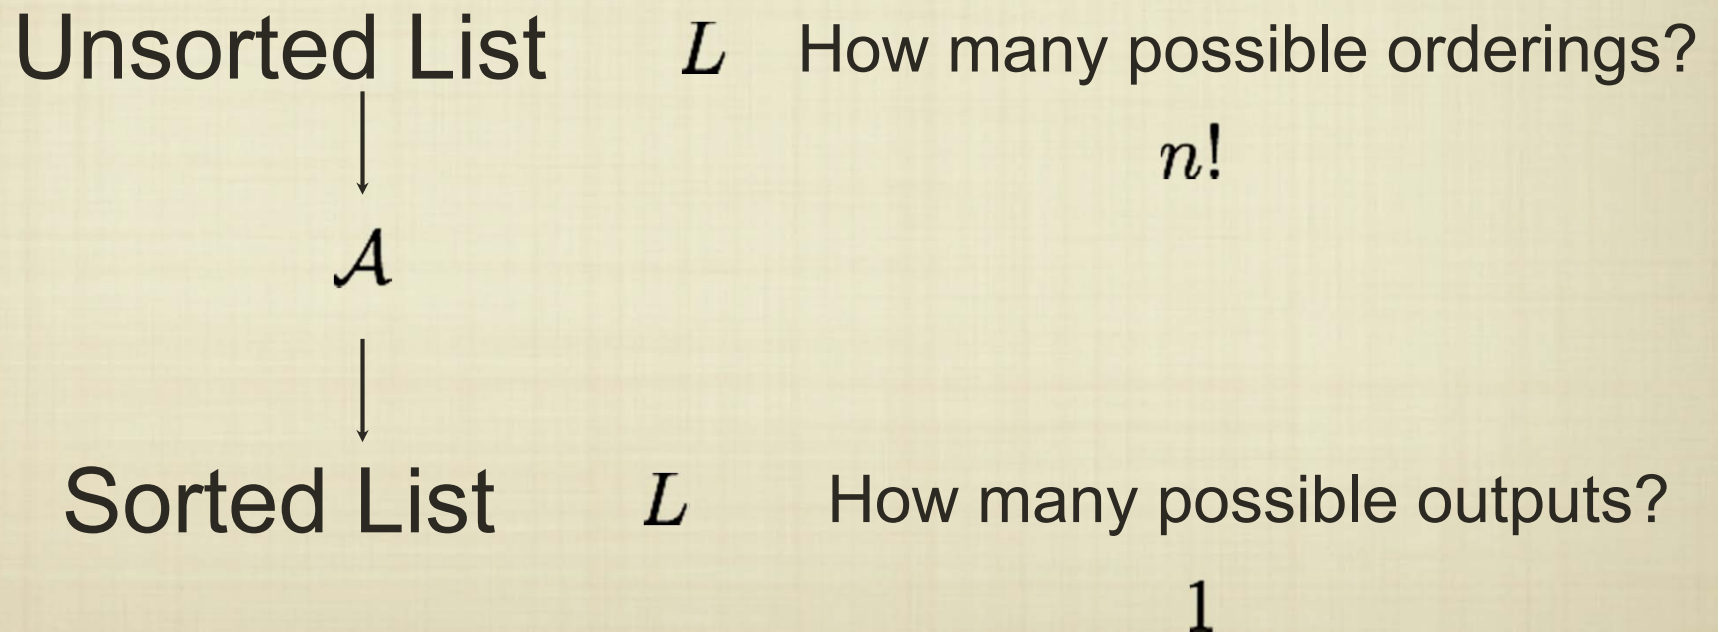 Unsorted List L How many possible orderings?
n!
𝒜
Sorted List L How many possible outputs?
1